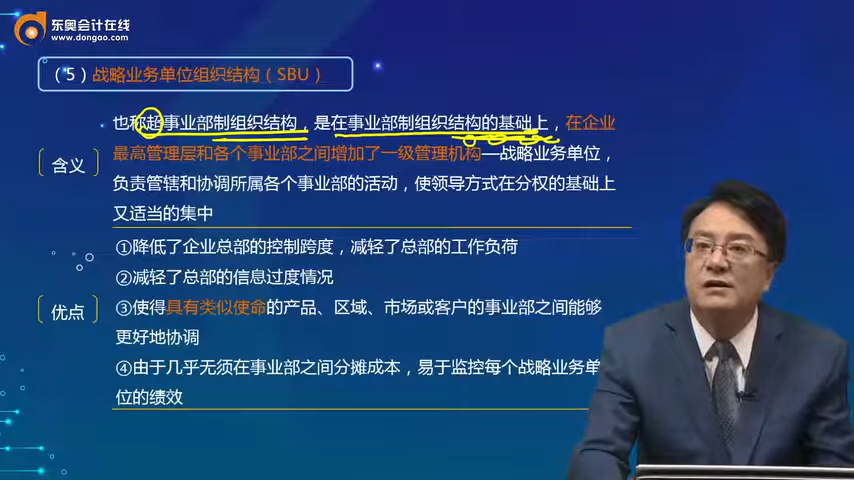 东奥会计在线
www.dongao.com
（5）战略业务单位组织结构（SBU）
也称超事业部制组织结构，是在事业部制组织结构的基础上，在企业
最高管理层和各个事业部之间增加了一级管理机构—战略业务单位，
含义
负责管辖和协调所属各个事业部的活动，使领导方式在分权的基础上
又适当的集中
①降低了企业总部的控制跨度，减轻了总部的工作负荷
②减轻了总部的信息过度情况
优点
③使得具有类似使命的产品、区域、市场或客户的事业部之间能够
更好地协调
④由于几乎无须在事业部之间分摊成本，易于监控每个战略业务单
位的绩效